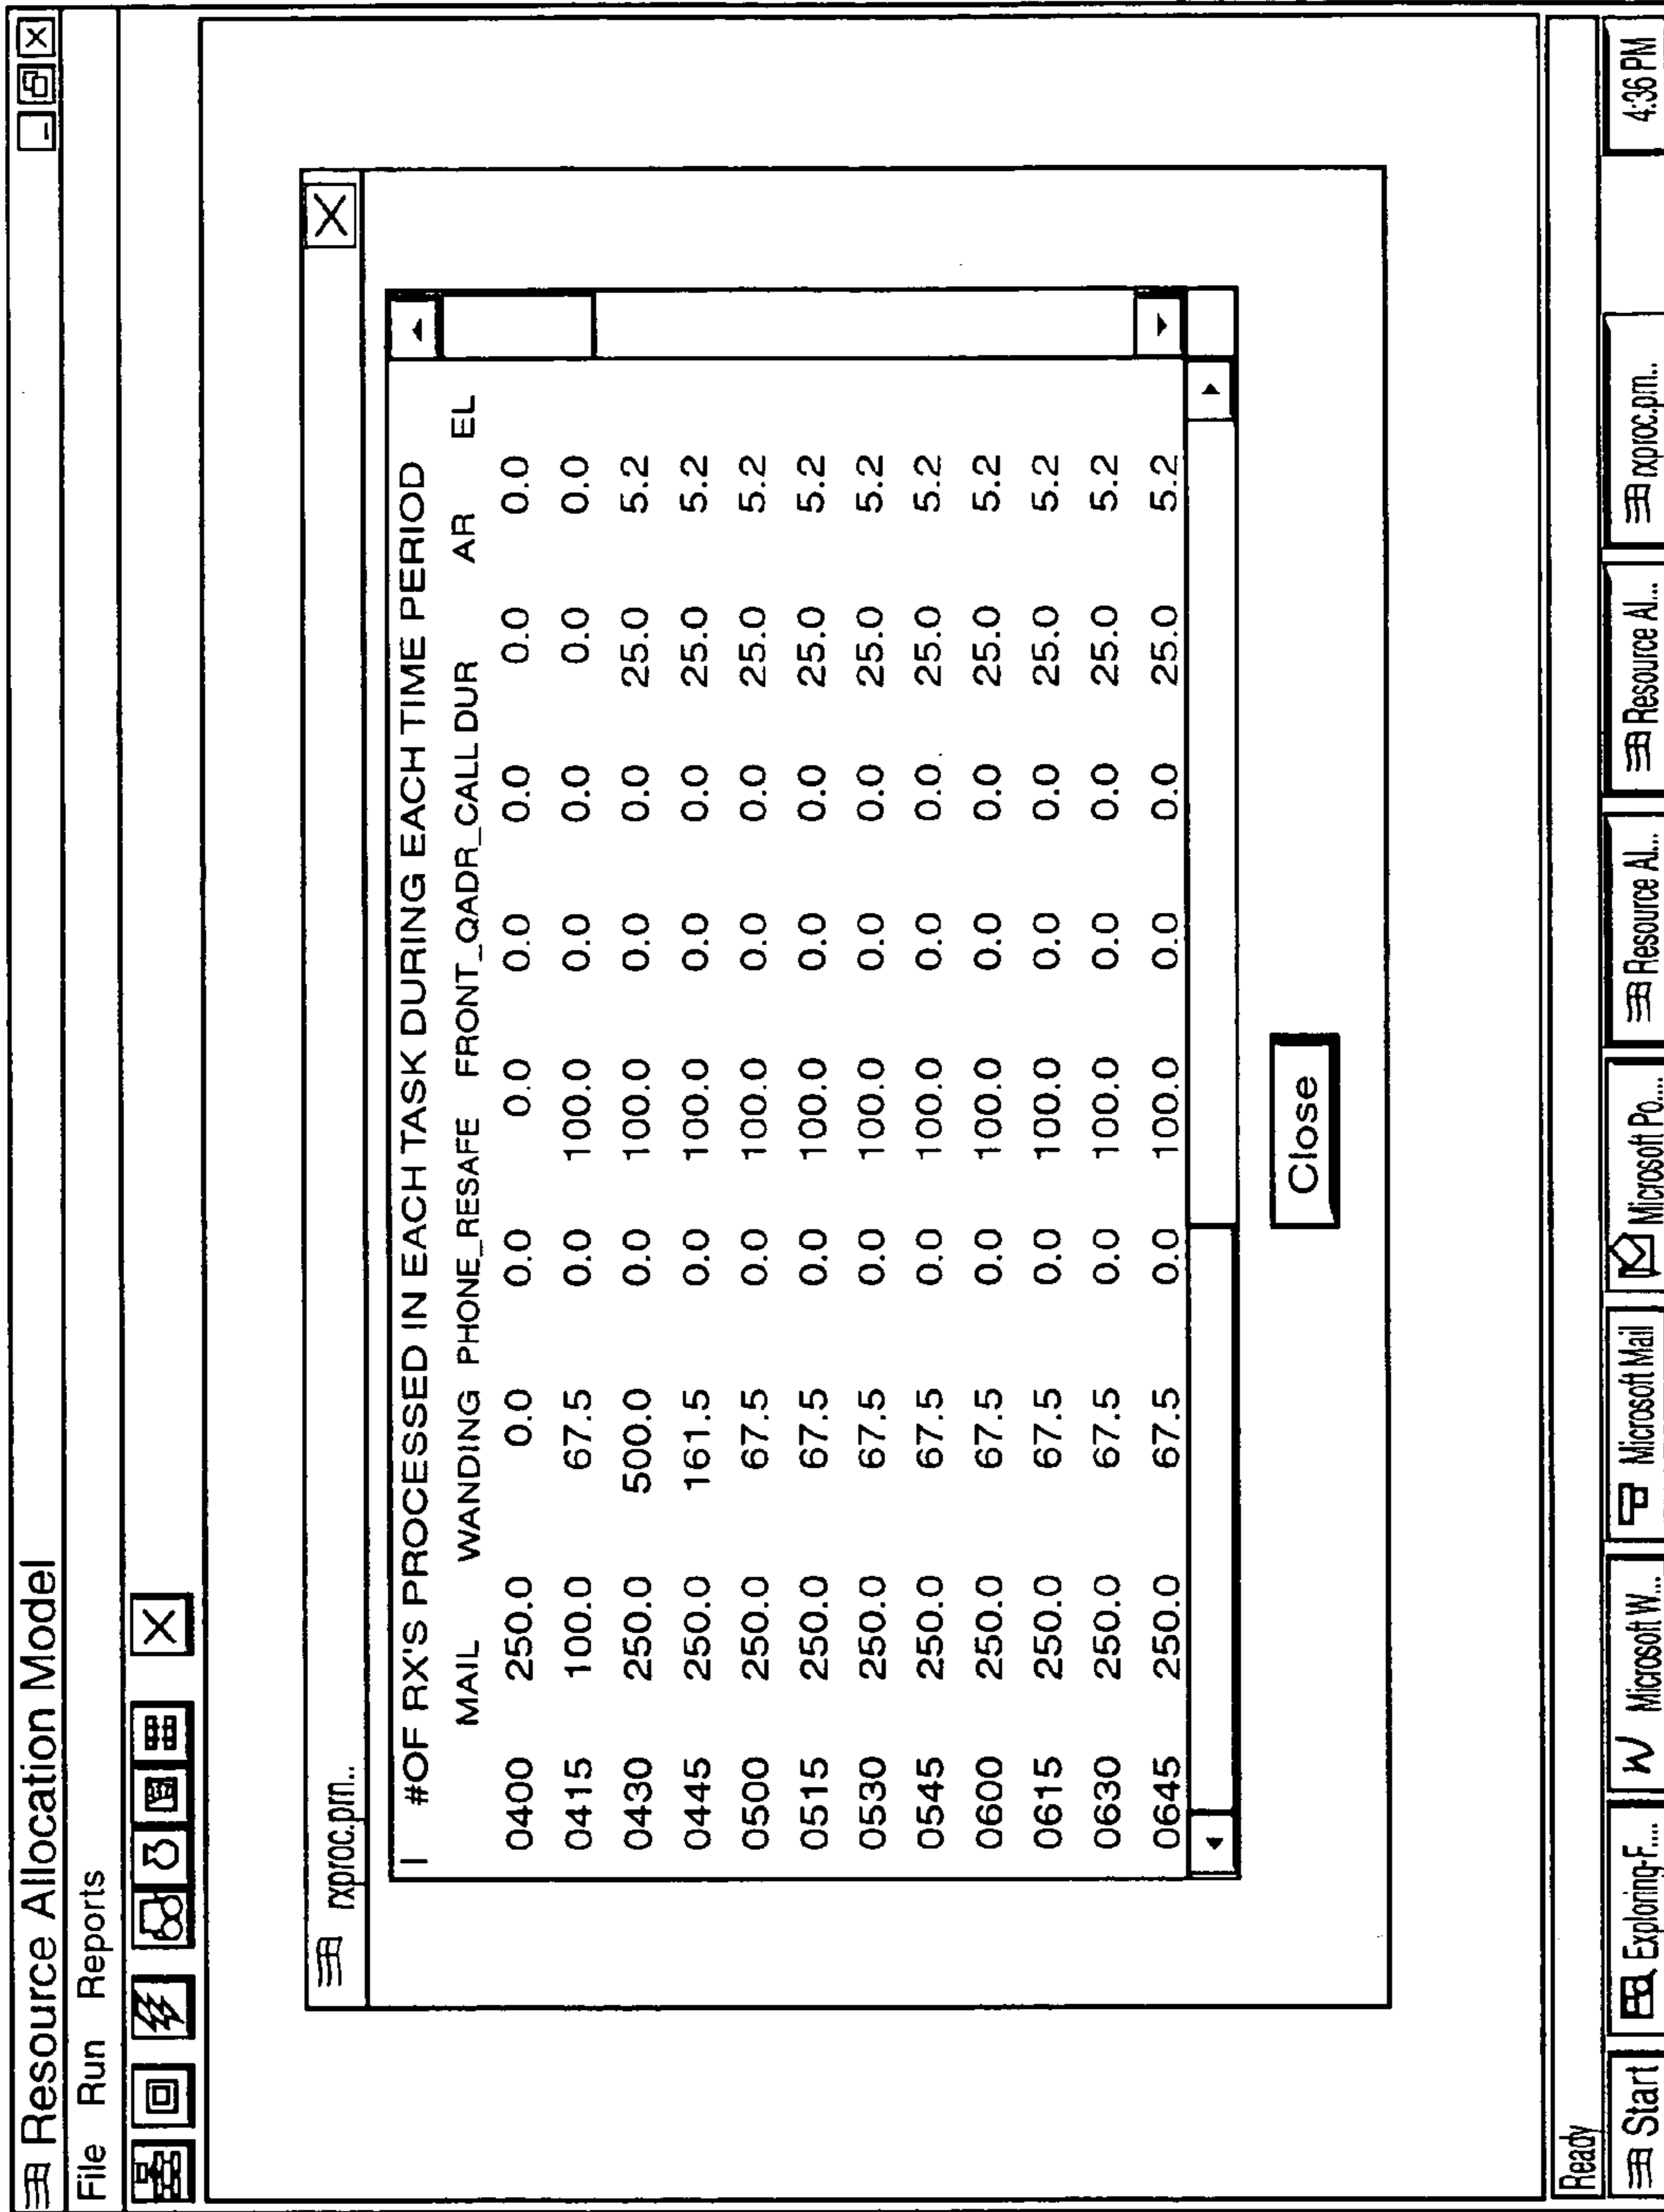 Resource Allocation Model
File Run Reports
rxproc.prn..
#OF RX'S PROCESSED IN EACH TASK DURING EACH TIME PERIOD
MAIL WANDING PHONE_RESAFE FRONT_QADR_CALL DUR AR EL
0400 250.0 0.0 0.0 0.0 0.0 0.0 0.0 0.0
0415 100.0 67.5 0.0 100.0 0.0 0.0 0.0 0.0
0430 250.0 500.0 0.0 100.0 0.0 0.0 25.0 5.2
0445 250.0 161.5 0.0 100.0 0.0 0.0 25.0 5.2
0500 250.0 67.5 0.0 100.0 0.0 0.0 25.0 5.2
0515 250.0 67.5 0.0 100.0 0.0 0.0 25.0 5.2
0530 250.0 67.5 0.0 100.0 0.0 0.0 25.0 5.2
0545 250.0 67.5 0.0 100.0 0.0 0.0 25.0 5.2
0600 250.0 67.5 0.0 100.0 0.0 0.0 25.0 5.2
0615 250.0 67.5 0.0 100.0 0.0 0.0 25.0 5.2
0630 250.0 67.5 0.0 100.0 0.0 0.0 25.0 5.2
0645 250.0 67.5 0.0 100.0 0.0 0.0 25.0 5.2
Close
Ready
Start Exploring-F.... W Microsoft W... Microsoft Mail Microsoft Po.... Resource Al... Resource Al... rxproc.prn.. 4:36 PM